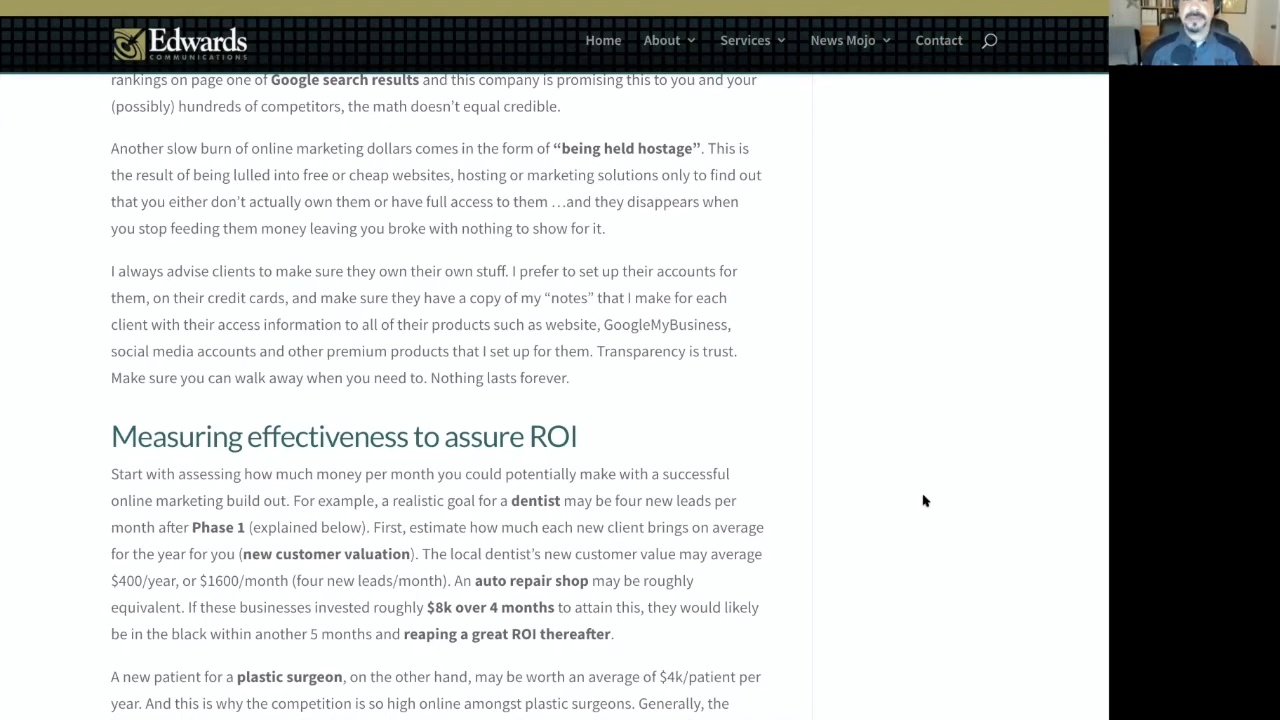 Edwards
COMMUNICATIONS
Home About Services News Mojo Contact
rankings on page one of Google search results and this company is promising this to you and your
(possibly) hundreds of competitors, the math doesn’t equal credible.
Another slow burn of online marketing dollars comes in the form of “being held hostage”. This is
the result of being lulled into free or cheap websites, hosting or marketing solutions only to find out
that you either don’t actually own them or have full access to them …and they disappears when
you stop feeding them money leaving you broke with nothing to show for it.
I always advise clients to make sure they own their own stuff. I prefer to set up their accounts for
them, on their credit cards, and make sure they have a copy of my “notes” that I make for each
client with their access information to all of their products such as website, GoogleMyBusiness,
social media accounts and other premium products that I set up for them. Transparency is trust.
Make sure you can walk away when you need to. Nothing lasts forever.
Measuring effectiveness to assure ROI
Start with assessing how much money per month you could potentially make with a successful
online marketing build out. For example, a realistic goal for a dentist may be four new leads per
month after Phase 1 (explained below). First, estimate how much each new client brings on average
for the year for you (new customer valuation). The local dentist’s new customer value may average
$400/year, or $1600/month (four new leads/month). An auto repair shop may be roughly
equivalent. If these businesses invested roughly $8k over 4 months to attain this, they would likely
be in the black within another 5 months and reaping a great ROI thereafter.
A new patient for a plastic surgeon, on the other hand, may be worth an average of $4k/patient per
year. And this is why the competition is so high online amongst plastic surgeons. Generally, the